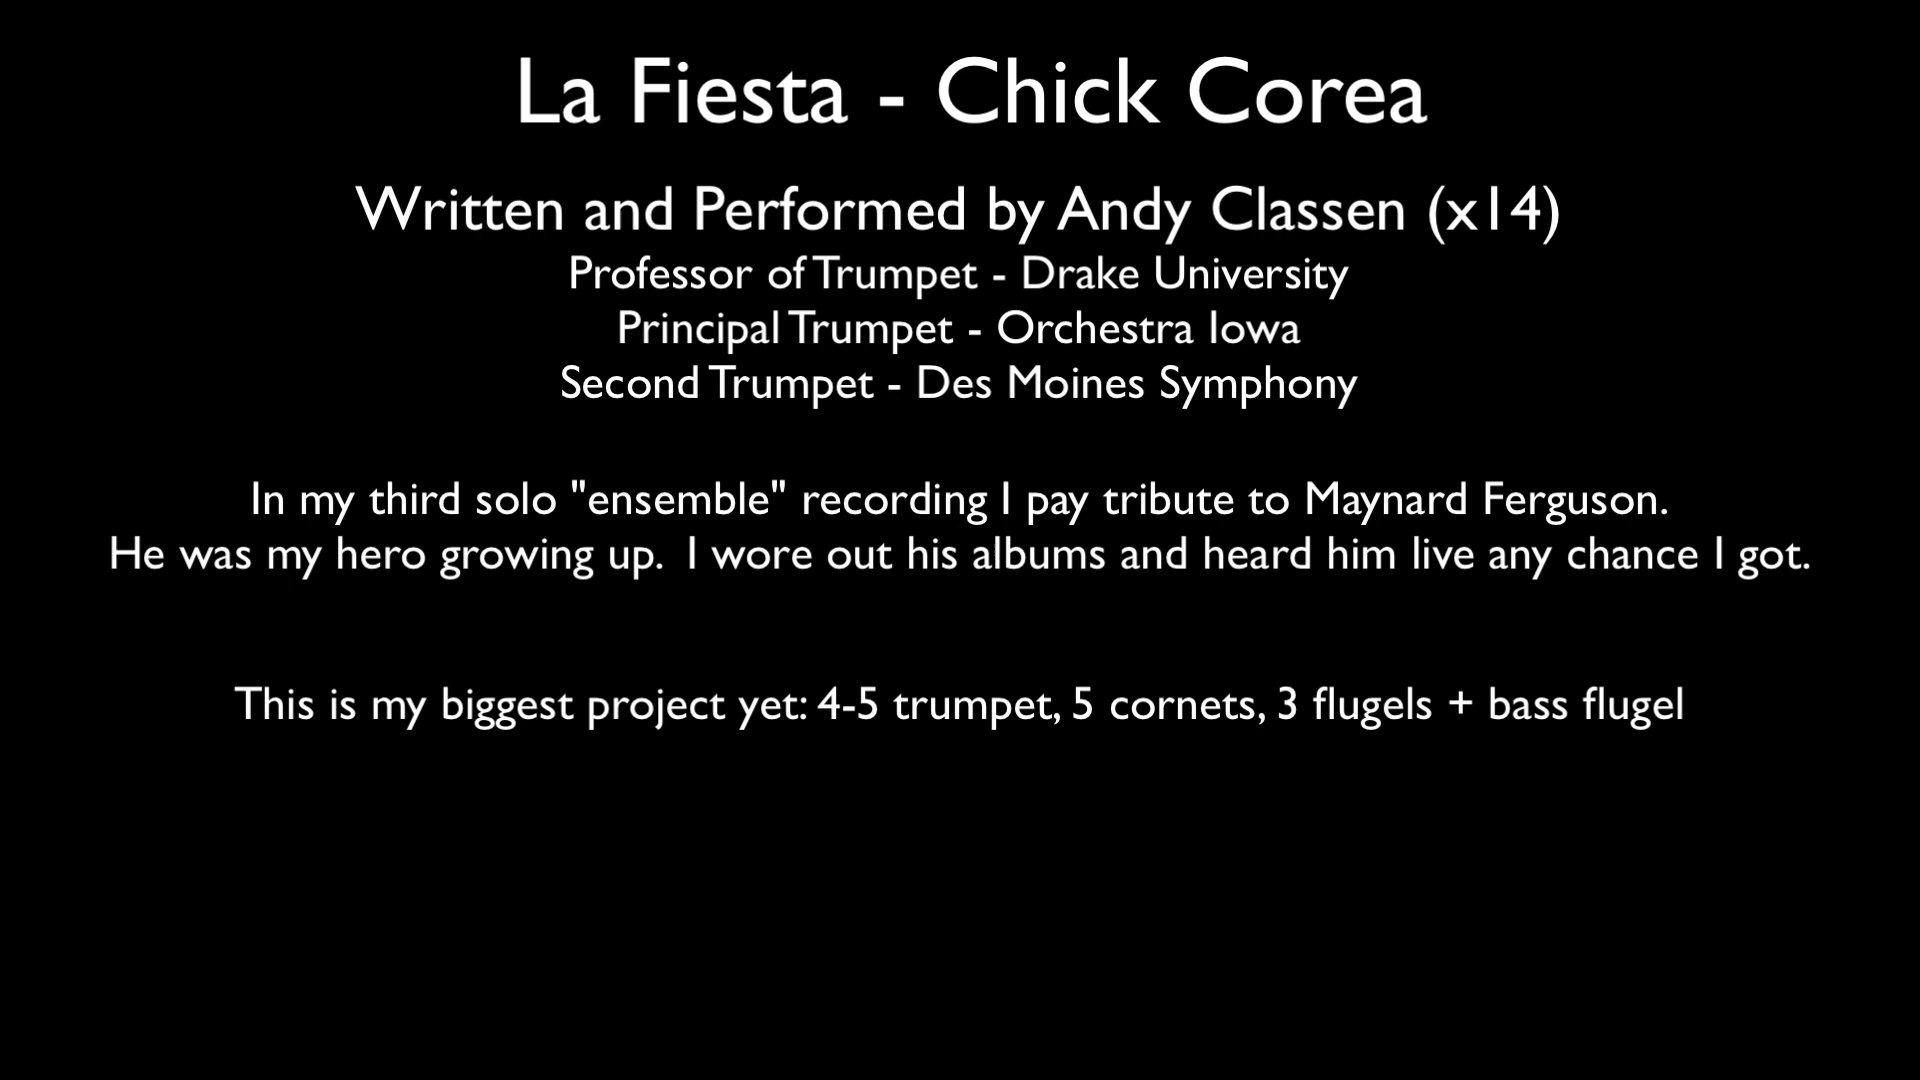 La Fiesta - Chick Corea
Written and Performed by Andy Classen (x14)
Professor of Trumpet - Drake University
Principal Trumpet - Orchestra Iowa
Second Trumpet - Des Moines Symphony
In my third solo "ensemble" recording I pay tribute to Maynard Ferguson.
He was my hero growing up.  I wore out his albums and heard him live any chance I got.
This is my biggest project yet: 4-5 trumpet, 5 cornets, 3 flugels + bass flugel